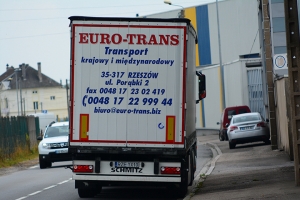 EURO-TRANS
Transport
krajowy i międzynarodowy
35-317 RZESZÓW
ul. Porąbki 2
fax 0048 17 23 02 419
0048 17 22 999 44
biuro@euro-trans.biz
SCHMITZ